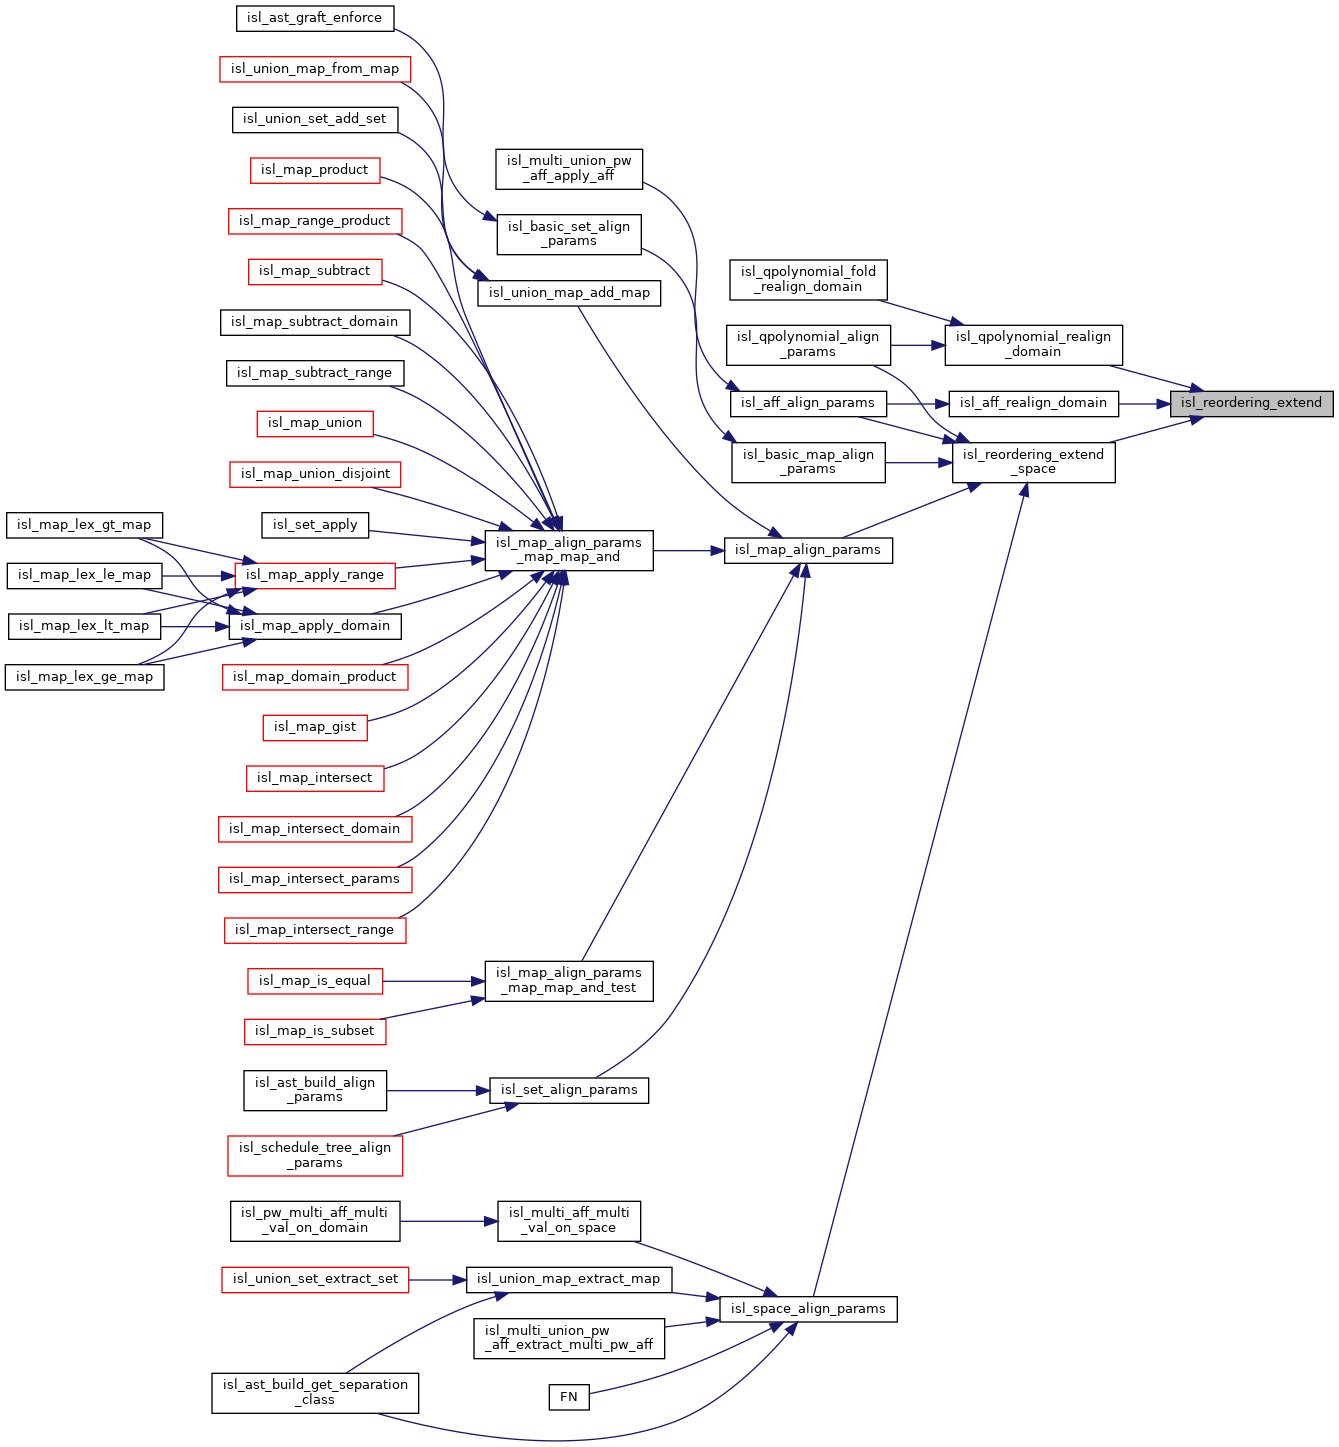 isl_ast_graft_enforce
isl_union_map_from_map
isl_union_set_add_set
isl_map_product
isl_map_range_product
isl_map_subtract
isl_map_subtract_domain
isl_map_subtract_range
isl_map_union
isl_map_union_disjoint
isl_set_apply
isl_map_lex_gt_map
isl_map_lex_le_map
isl_map_lex_lt_map
isl_map_lex_ge_map
isl_map_apply_range
isl_map_apply_domain
isl_map_domain_product
isl_map_gist
isl_map_intersect
isl_map_intersect_domain
isl_map_intersect_params
isl_map_intersect_range
isl_map_is_equal
isl_map_is_subset
isl_ast_build_align
_params
isl_schedule_tree_align
_params
isl_pw_multi_aff_multi
_val_on_domain
isl_union_set_extract_set
isl_ast_build_get_separation
_class
isl_multi_union_pw
_aff_apply_aff
isl_basic_set_align
_params
isl_union_map_add_map
isl_map_align_params
_map_map_and
isl_map_align_params
_map_map_and_test
isl_set_align_params
isl_multi_aff_multi
_val_on_space
isl_union_map_extract_map
isl_multi_union_pw
_aff_extract_multi_pw_aff
FN
isl_qpolynomial_fold
_realign_domain
isl_qpolynomial_align
_params
isl_aff_align_params
isl_basic_map_align
_params
isl_map_align_params
isl_space_align_params
isl_qpolynomial_realign
_domain
isl_aff_realign_domain
isl_reordering_extend
_space
isl_reordering_extend